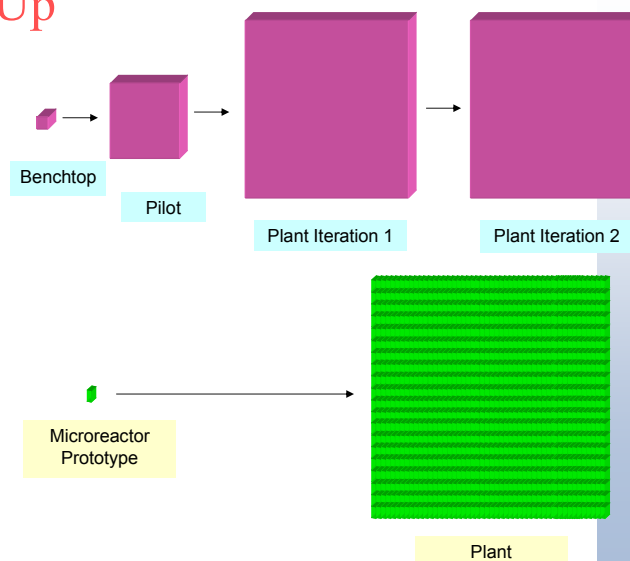 Up
Benchtop
Pilot
Plant Iteration 1
Plant Iteration 2
Microreactor
Prototype
Plant